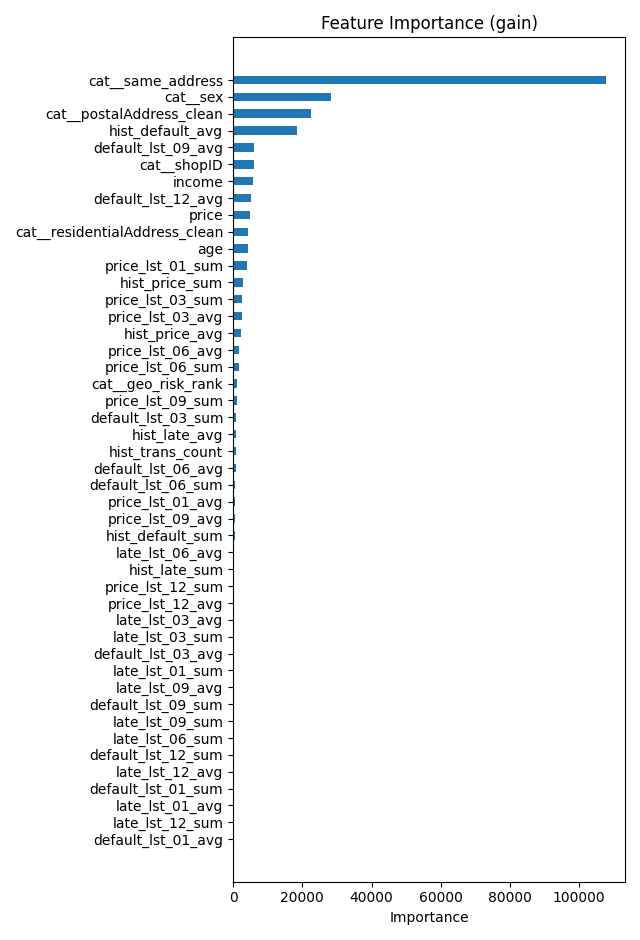 Feature Importance (gain)
cat__same_address
cat__sex
cat__postalAddress_clean
hist_default_avg
default_lst_09_avg
cat__shopID
income
default_lst_12_avg
price
cat__residentialAddress_clean
age
price_lst_01_sum
hist_price_sum
price_lst_03_sum
price_lst_03_avg
hist_price_avg
price_lst_06_avg
price_lst_06_sum
cat__geo_risk_rank
price_lst_09_sum
default_lst_03_sum
hist_late_avg
hist_trans_count
default_lst_06_avg
default_lst_06_sum
price_lst_01_avg
price_lst_09_avg
hist_default_sum
late_lst_06_avg
hist_late_sum
price_lst_12_sum
price_lst_12_avg
late_lst_03_avg
late_lst_03_sum
default_lst_03_avg
late_lst_01_sum
late_lst_09_avg
default_lst_09_sum
late_lst_09_sum
late_lst_06_sum
default_lst_12_sum
late_lst_12_avg
default_lst_01_sum
late_lst_01_avg
late_lst_12_sum
default_lst_01_avg
0 20000 40000 60000 80000 100000
Importance